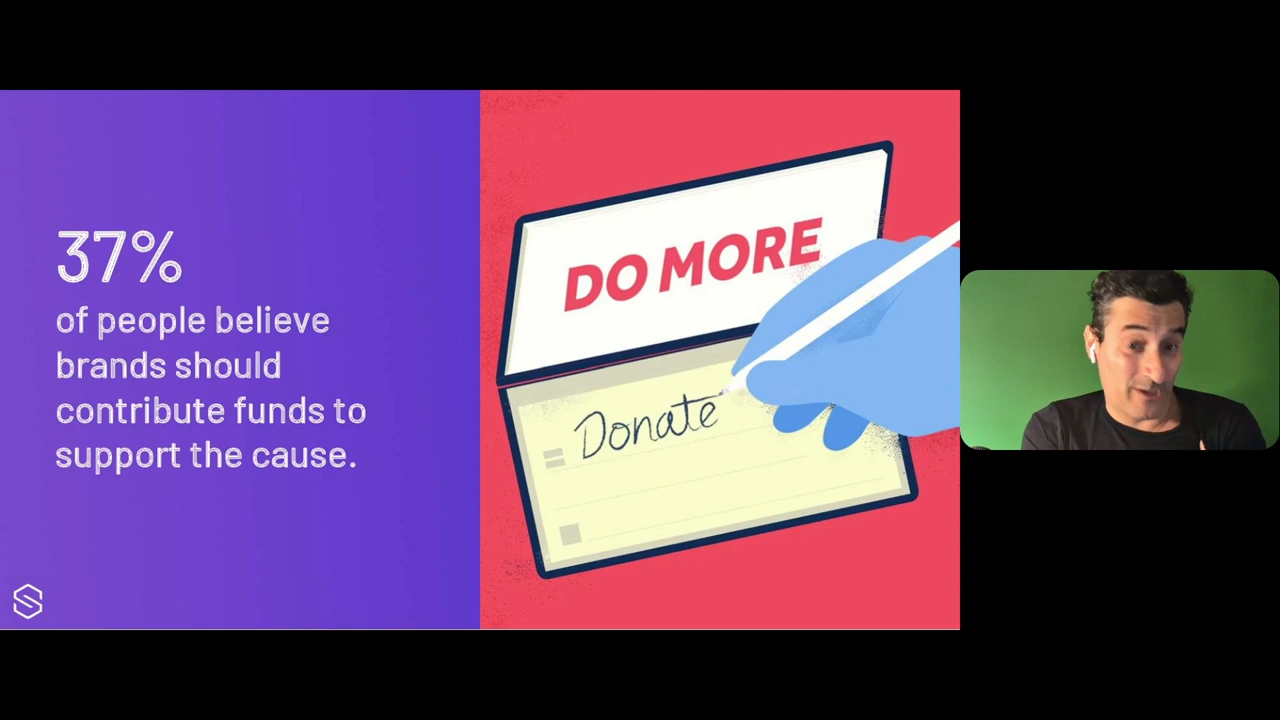 37%
of people believe
brands should
contribute funds to
support the cause.
DO MORE
Donate